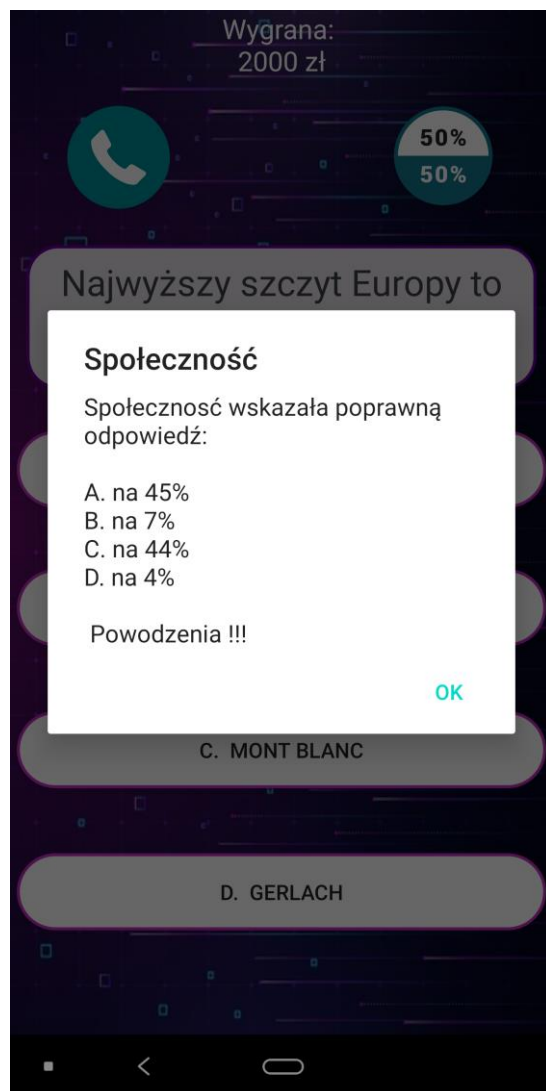 Wygrana:
2000 zł
50%
50%
Najwyższy szczyt Europy to
Społeczność
Społecznosć wskazała poprawną
odpowiedź:
A. na 45%
B. na 7%
C. na 44%
D. na 4%
Powodzenia !!!
OK
C. MONT BLANC
D. GERLACH